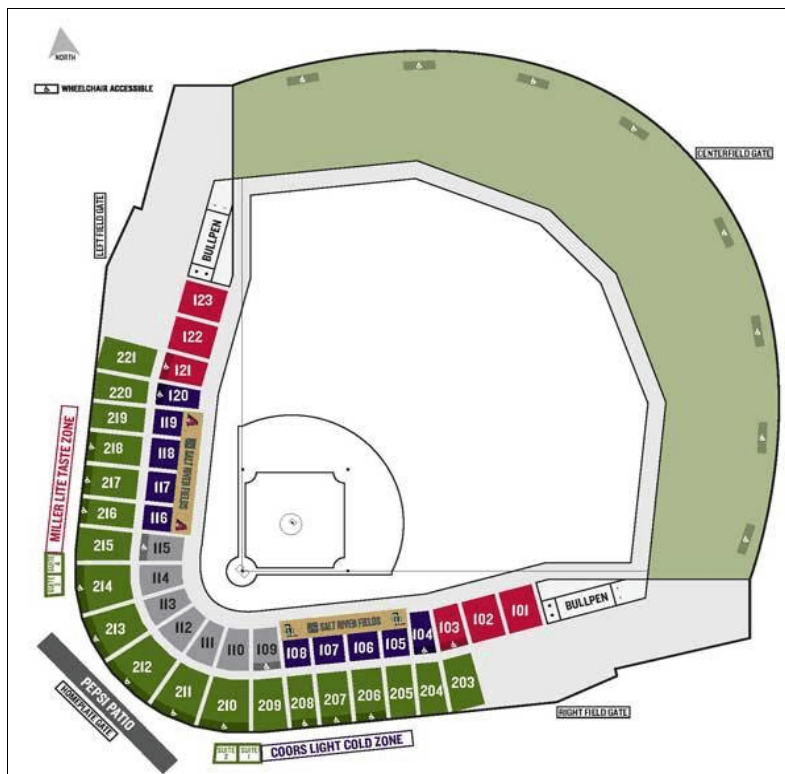 NORTH
WHEELCHAIR ACCESSIBLE
CENTERFIELD GATE
LEFT FIELD GATE
BULLPEN
123
122
121
120
119
118
117
116
SALT RIVER FIELDS
221
220
219
218
217
216
215
214
213
212
211
210
209
208
207
206
205
204
203
115
114
113
112
111
110
109
108
107
106
105
104
103
102
101
SALT RIVER FIELDS
BULLPEN
MILLER LITE TASTE ZONE
SUITE 3
SUITE 4
PEPSI PATIO
HOMEPLATE GATE
SUITE 2
SUITE 1
COORS LIGHT COLD ZONE
RIGHT FIELD GATE